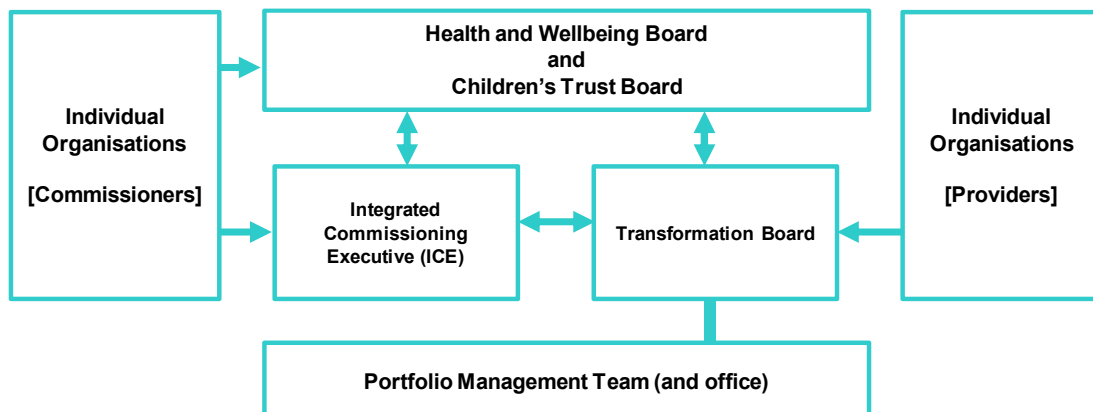 Health and Wellbeing Board
and
Children’s Trust Board
Individual
Organisations
[Commissioners]
Individual
Organisations
[Providers]
Integrated
Commissioning
Executive (ICE)
Transformation Board
Portfolio Management Team (and office)